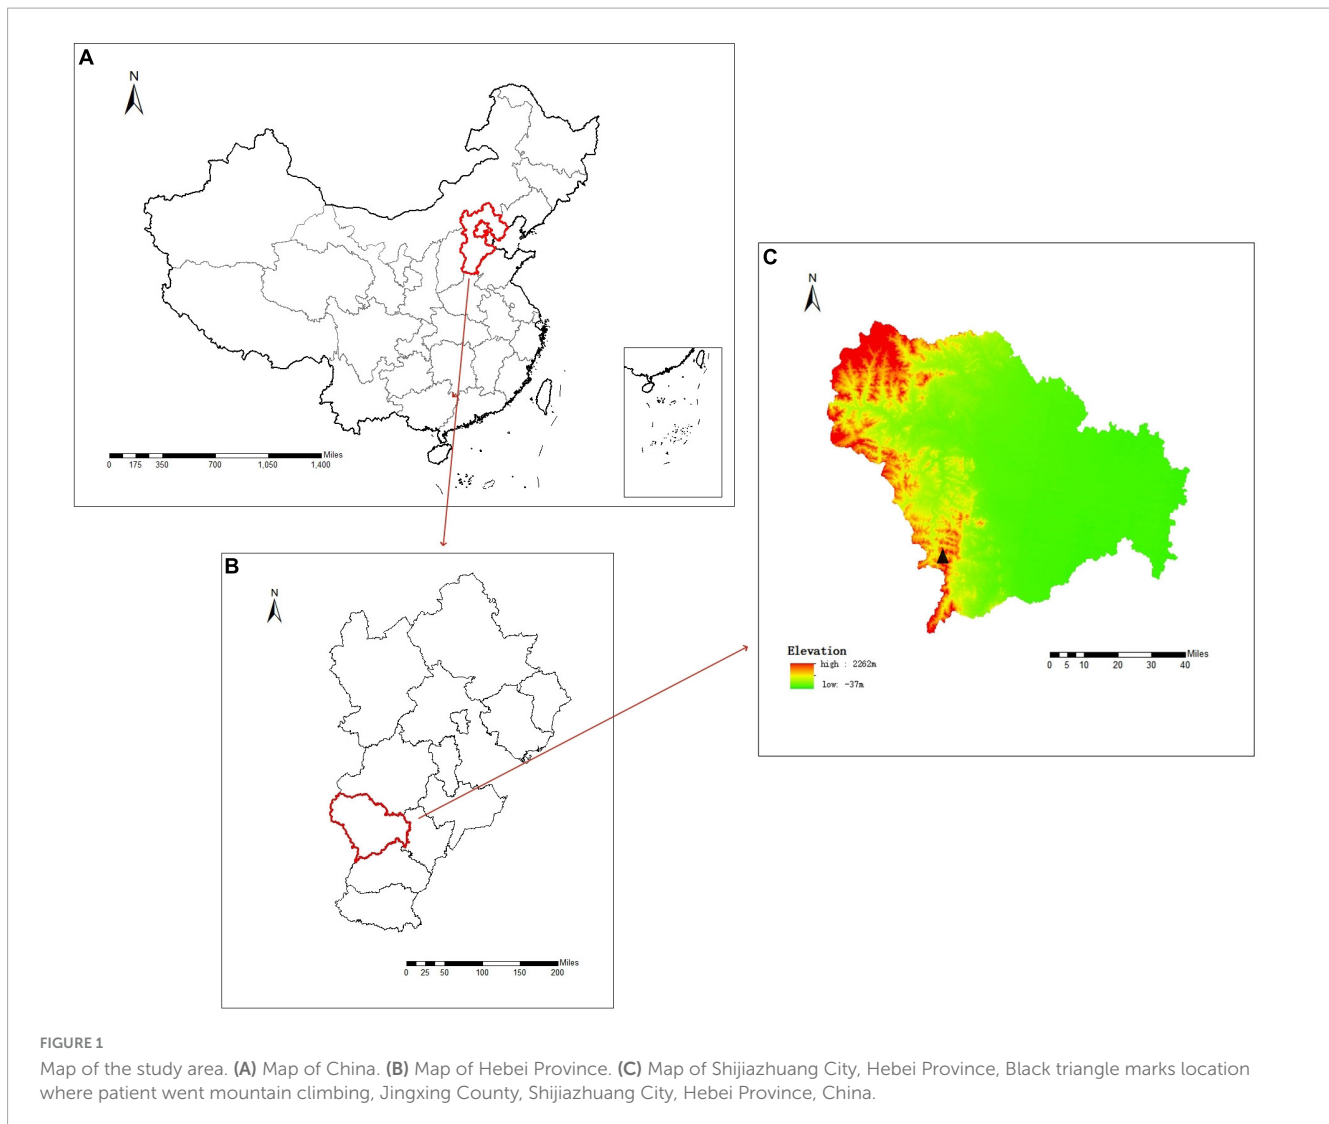 A
N
0 175 350 700 1,050 1,400 Miles
B
N
0 25 50 100 150 200 Miles
C
N
Elevation
high : 2262m
low: -37m
0 5 10 20 30 40 Miles
FIGURE 1
Map of the study area. (A) Map of China. (B) Map of Hebei Province. (C) Map of Shijiazhuang City, Hebei Province, Black triangle marks location
where patient went mountain climbing, Jingxing County, Shijiazhuang City, Hebei Province, China.